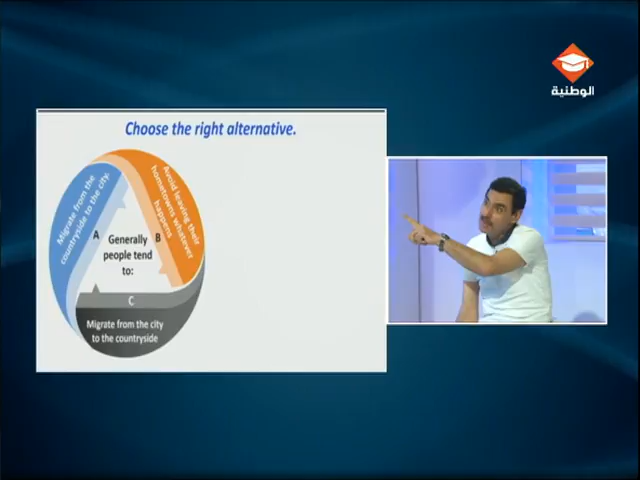 الوطنية
Choose the right alternative.
Migrate from the
countryside to the city.
Avoid leaving their
hometowns whatever
happens
A
B
Generally
people tend
to:
C
Migrate from the city
to the countryside